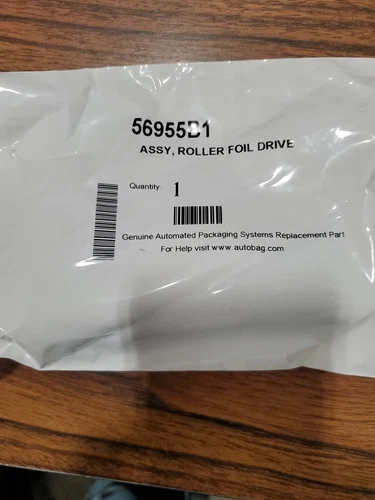 56955B1
ASSY, ROLLER FOIL DRIVE
Quantity: 1
Genuine Automated Packaging Systems Replacement Part
For Help visit www.autobag.com